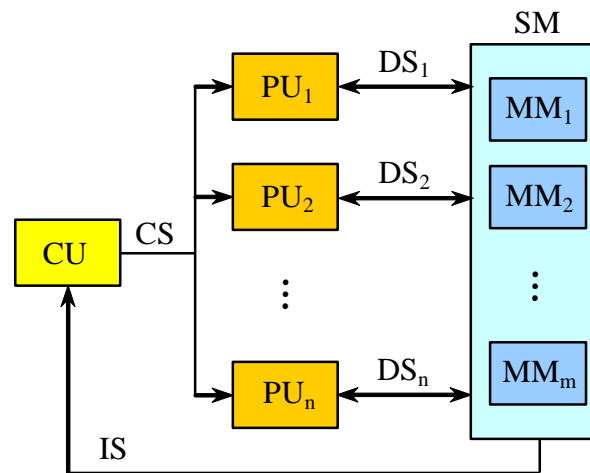 SM
PU₁
DS₁
MM₁
PU₂
DS₂
MM₂
CU
CS
⋮
⋮
PUₙ
DSₙ
MMₘ
IS